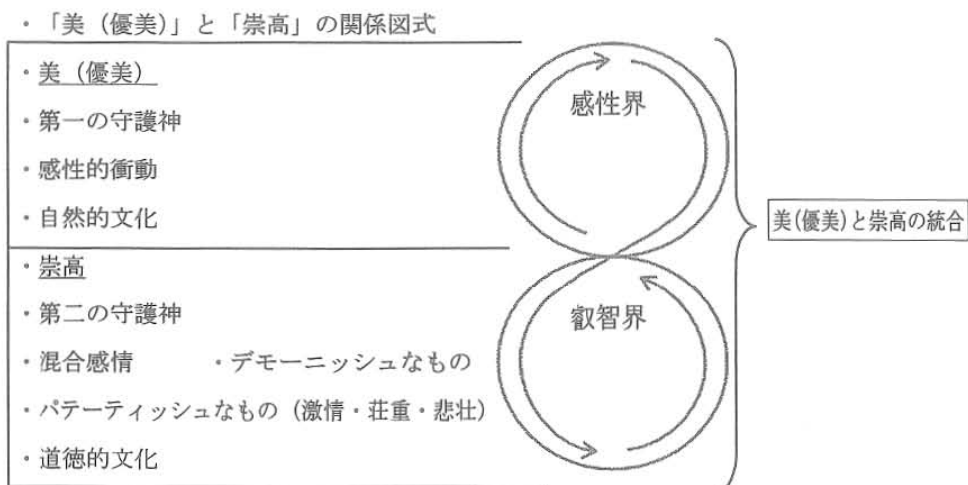 ・「美（優美）」と「崇高」の関係図式
・美（優美）
・第一の守護神
・感性的衝動
・自然的文化
感性界
・崇高
・第二の守護神
・混合感情　・デモーニッシュなもの
・パテーティッシュなもの（激情・荘重・悲壮）
・道徳的文化
叡智界
美(優美)と崇高の統合